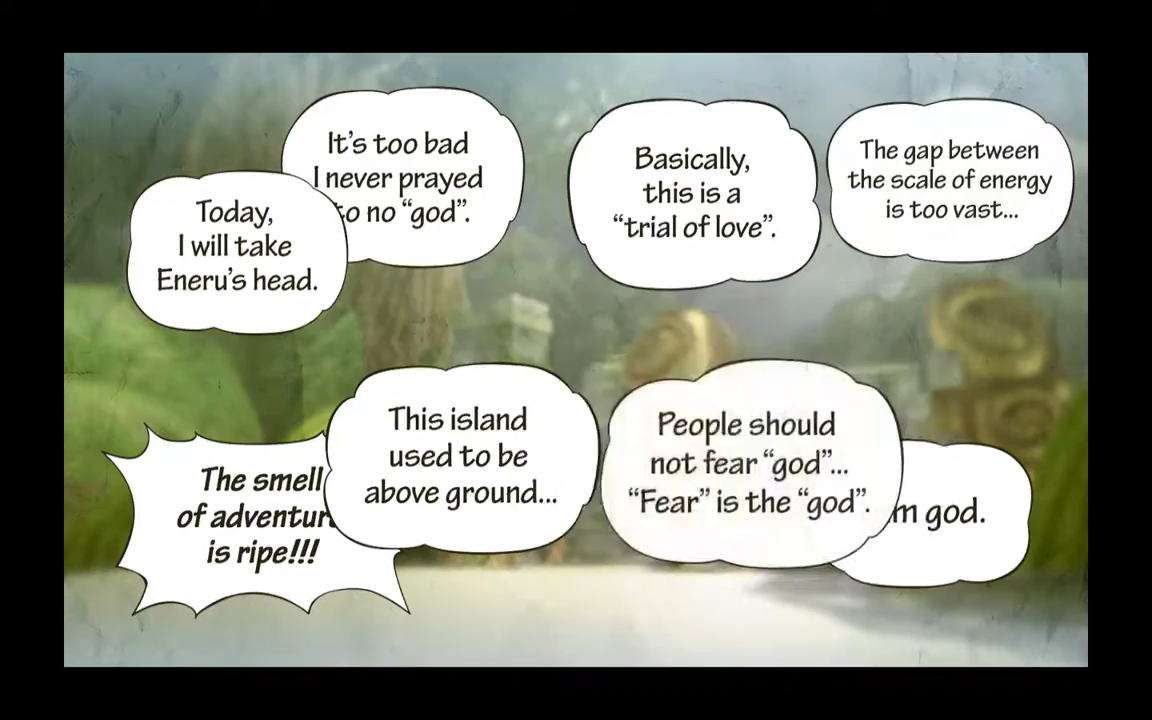 It's too bad
I never prayed
to no “god”.
Today,
I will take
Eneru's head.
Basically,
this is a
“trial of love”.
The gap between
the scale of energy
is too vast...
The smell
of adventure
is ripe!!!
This island
used to be
above ground...
People should
not fear “god”...
“Fear” is the “god”.
god.